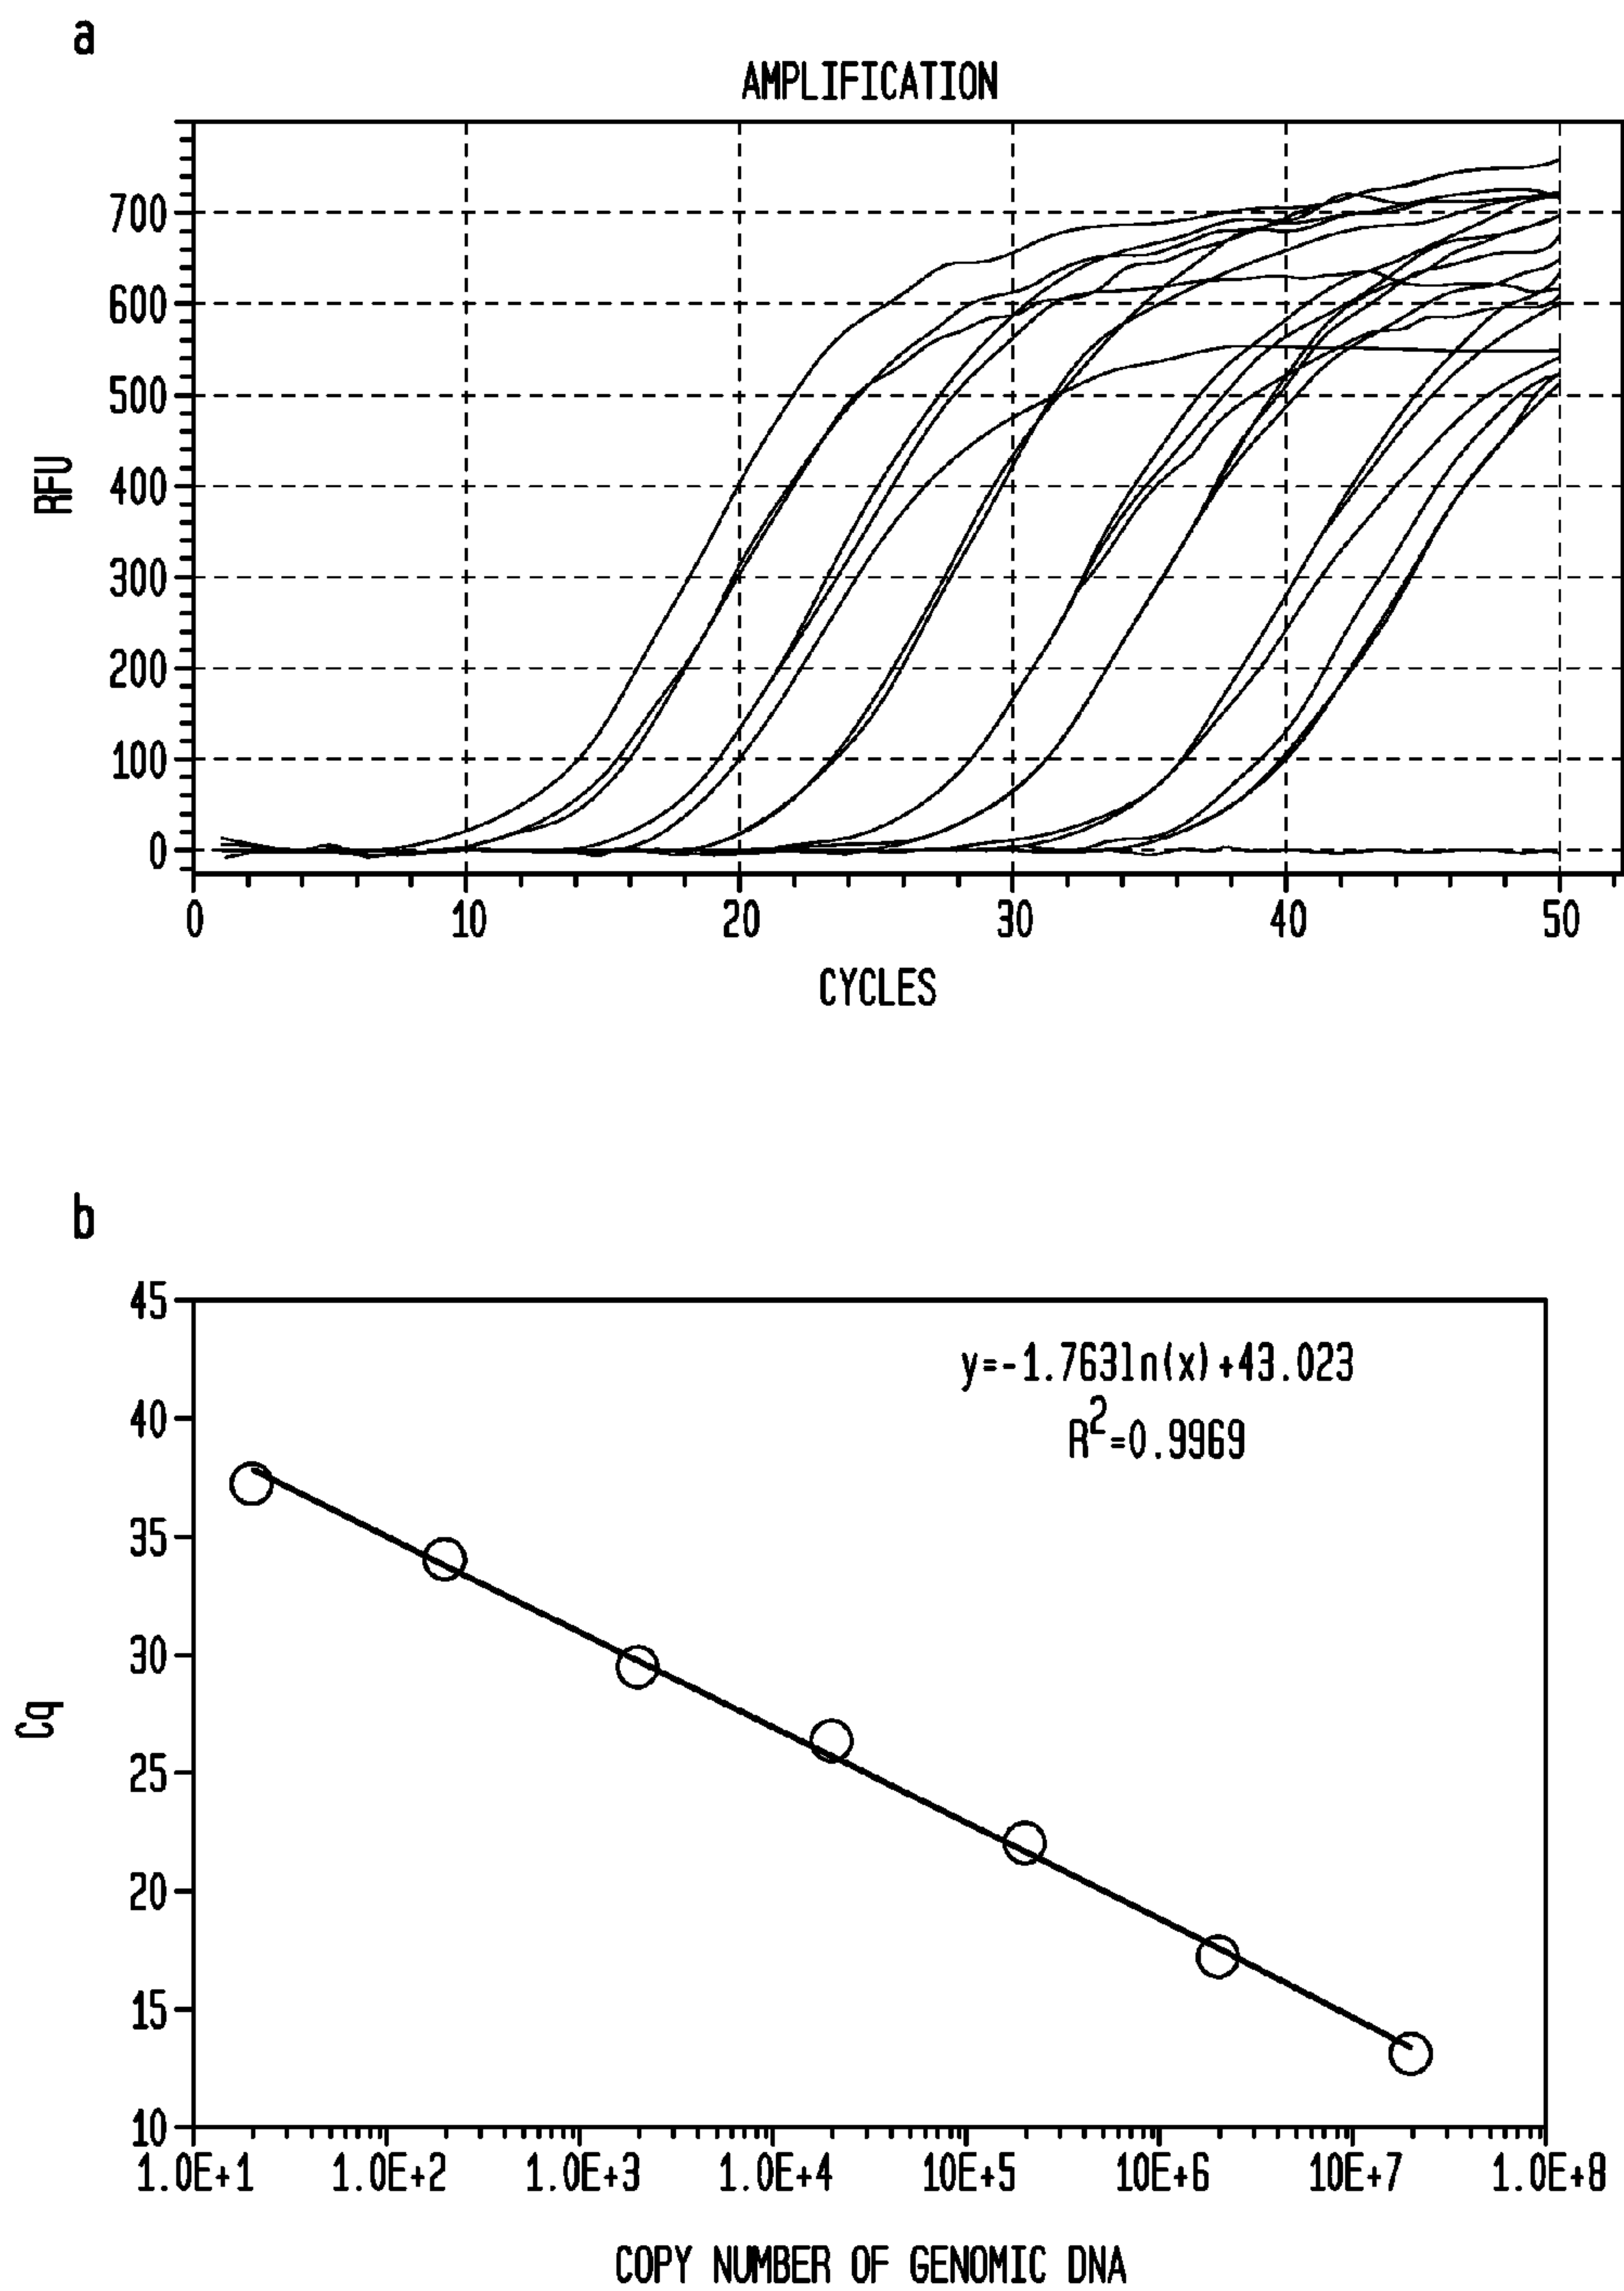 a
AMPLIFICATION
700
600
500
400
300
200
100
0
RFU
0 10 20 30 40 50
CYCLES
b
45
40
35
30
25
20
15
10
Cq
y=-1.763ln(x)+43.023
R2=0.9969
1.0E+1 1.0E+2 1.0E+3 1.0E+4 10E+5 10E+6 10E+7 1.0E+8
COPY NUMBER OF GENOMIC DNA